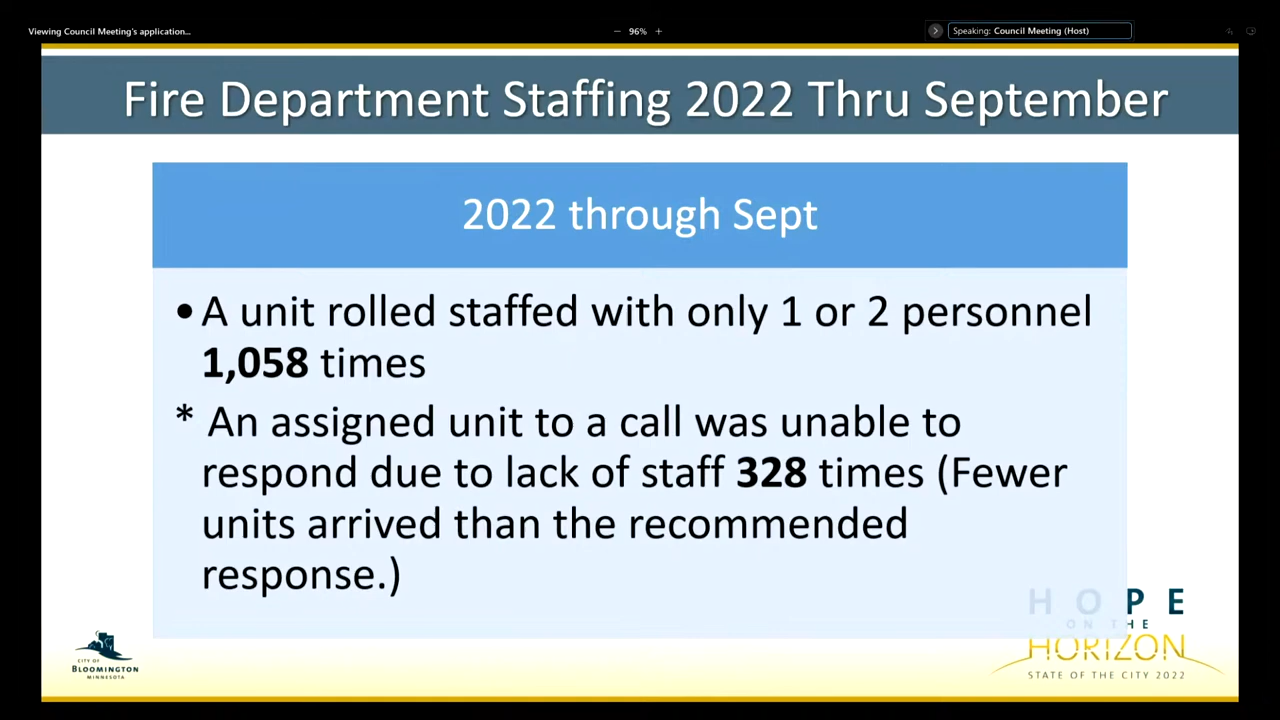 Viewing Council Meeting's application...
96%
Speaking: Council Meeting (Host)
Fire Department Staffing 2022 Thru September
2022 through Sept
•A unit rolled staffed with only 1 or 2 personnel
1,058 times
* An assigned unit to a call was unable to
respond due to lack of staff 328 times (Fewer
units arrived than the recommended
response.)
HOPE
ON THE
HORIZON
STATE OF THE CITY 2022
CITY OF
BLOOMINGTON
MINNESOTA